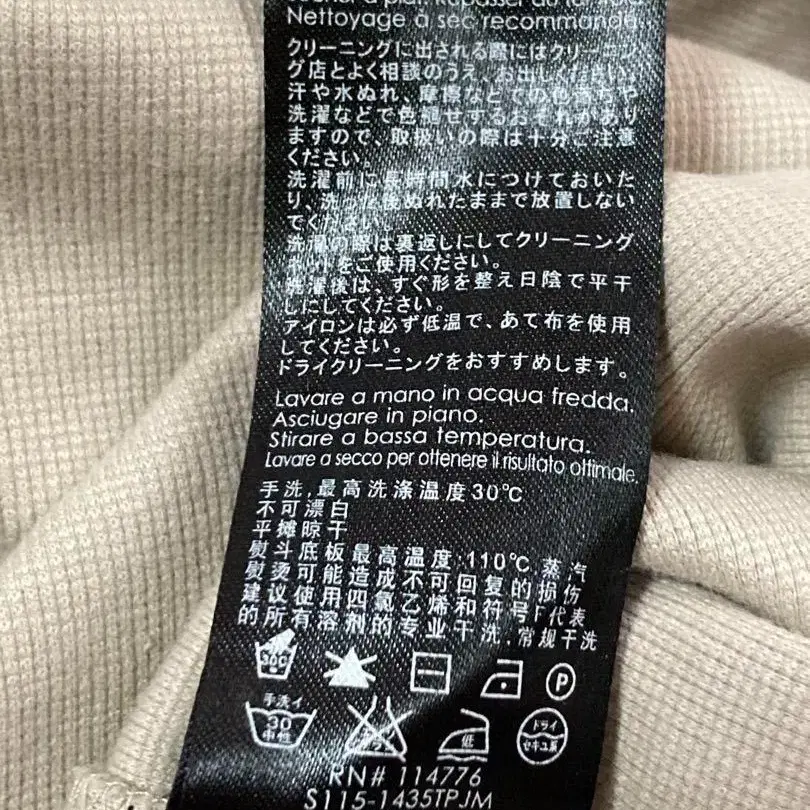 à plat. Repasser
Nettoyage à sec recommandé.
クリーニングに出される際にはクリーニン
グ店とよく相談のうえ、お出しください。
汗や水ぬれ、摩擦などでの色落ちや
洗濯などで色褪せするおそれがあり
ますので、取扱いの際は十分ご注意
ください。
洗濯前に長時間水につけておいた
り、洗った後ぬれたままで放置しない
でください。
洗濯の際は裏返しにしてクリーニング
ネットをご使用ください。
洗濯後は、すぐ形を整え日陰で平干
しにしてください。
アイロンは必ず低温で、あて布を使用
してください。
ドライクリーニングをおすすめします。
Lavare a mano in acqua fredda.
Asciugare in piano.
Stirare a bassa temperatura.
Lavare a secco per ottenere il risultato ottimale.
手洗,最高洗涤温度30℃
不可漂白
平摊晾干
熨斗底板最高温度:110℃,蒸汽
熨烫可能造成不可回复的损伤
建议使用四氯乙烯和符号F代表
的所有溶剂的专业干洗,常规干洗
30C P
手洗イ
30 中性 エンソサラシ 低 ドライ セキユ系
RN# 114776
S115-1435TPJM